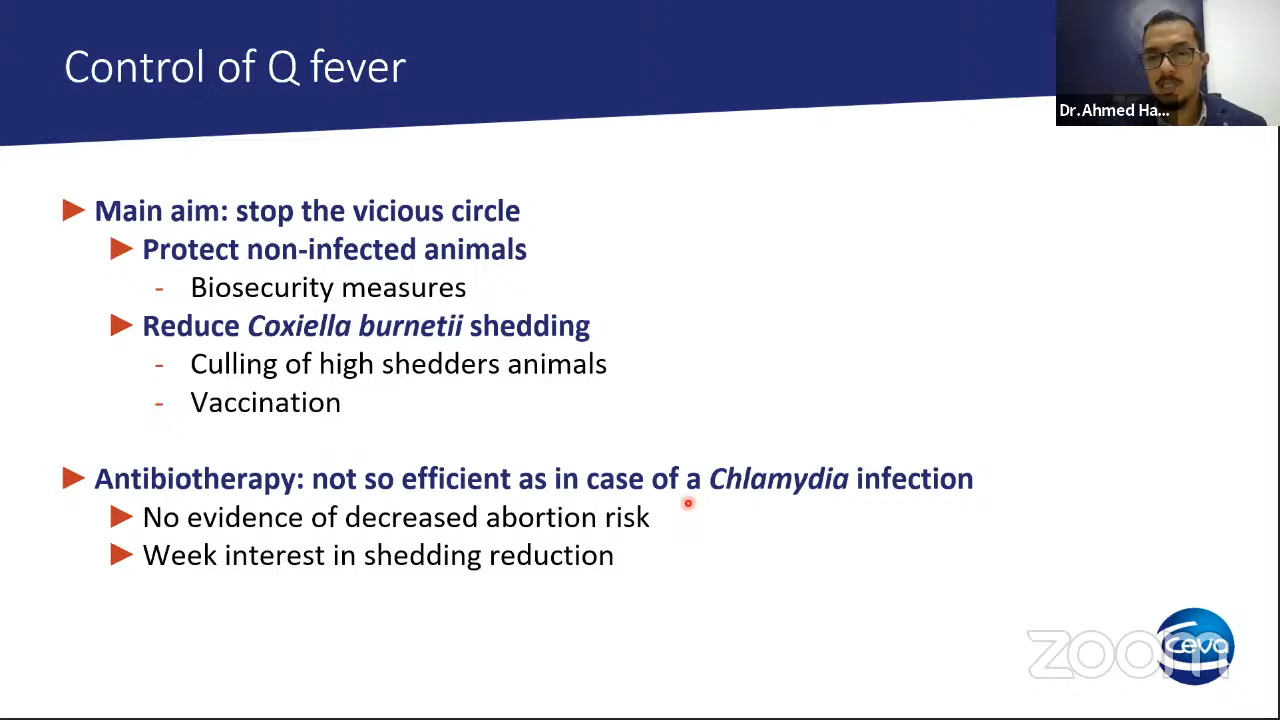 Control of Q fever
Dr.Ahmed Ha...
► Main aim: stop the vicious circle
► Protect non-infected animals
- Biosecurity measures
► Reduce Coxiella burnetii shedding
- Culling of high shedders animals
- Vaccination
► Antibiotherapy: not so efficient as in case of a Chlamydia infection
► No evidence of decreased abortion risk
► Week interest in shedding reduction
zoom
Ceva